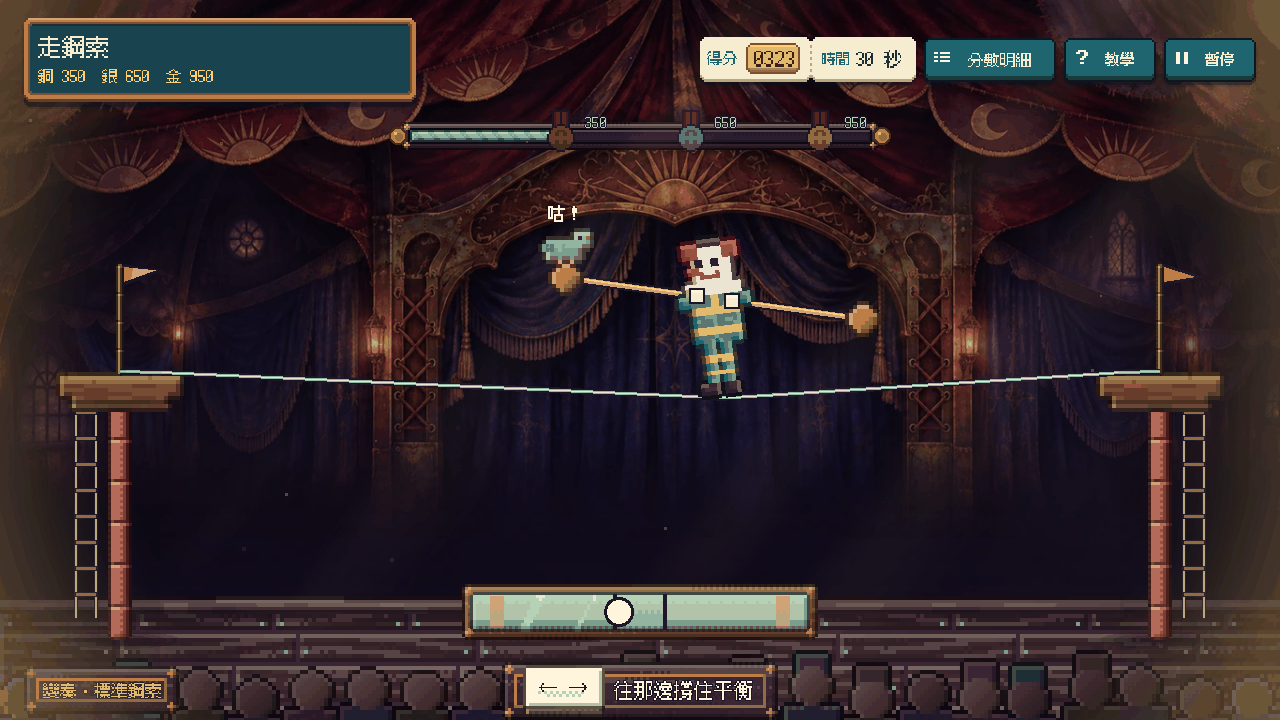 走鋼索
銅 350 銀 650 金 950
得分 0323 時間 30 秒
分數明細
? 教學
暫停
350 650 950
咕!
變奏·標準鋼索
往那邊撐住平衡